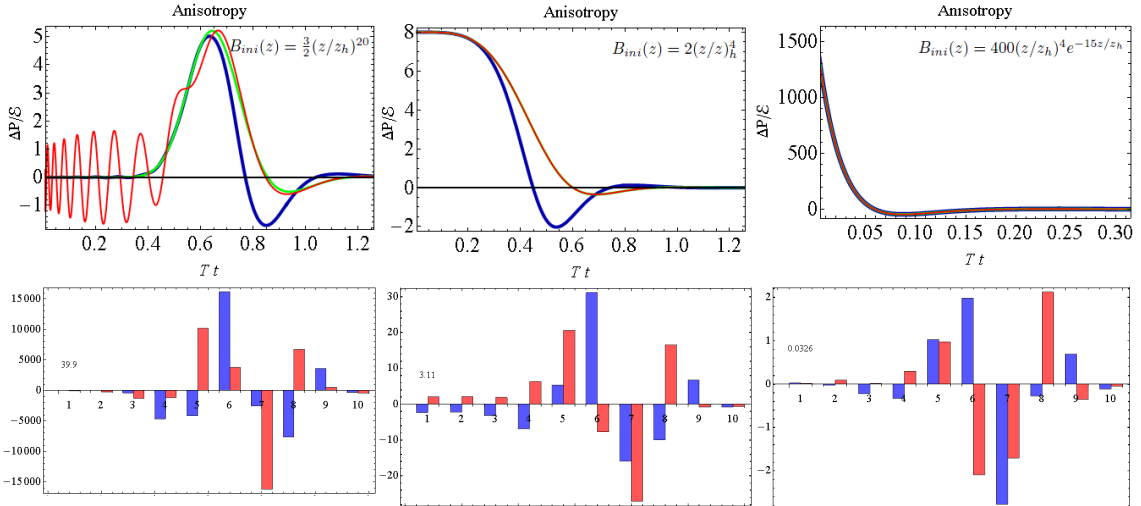 Anisotropy Anisotropy Anisotropy
B_ini(z) = 3/2(z/z_h)^20 B_ini(z) = 2(z/z)_h^4 B_ini(z) = 400(z/z_h)^4e^{-15z/z_h}
ΔP/ℰ ΔP/ℰ ΔP/ℰ
5 8 1500
4 6 1000
3 4 500
2 2 0
1 0
0 −2
−1
0.2 0.4 0.6 0.8 1.0 1.2 0.2 0.4 0.6 0.8 1.0 1.2 0.05 0.10 0.15 0.20 0.25 0.30
T t T t T t
15000 30 2
10000 20 1
5000 10 0
0 0 −1
−5000 −10 −2
−10000 −20
−15000
39.9 3.11 0.0326
1 2 3 4 5 6 7 8 9 10 1 2 3 4 5 6 7 8 9 10 1 2 3 4 5 6 7 8 9 10